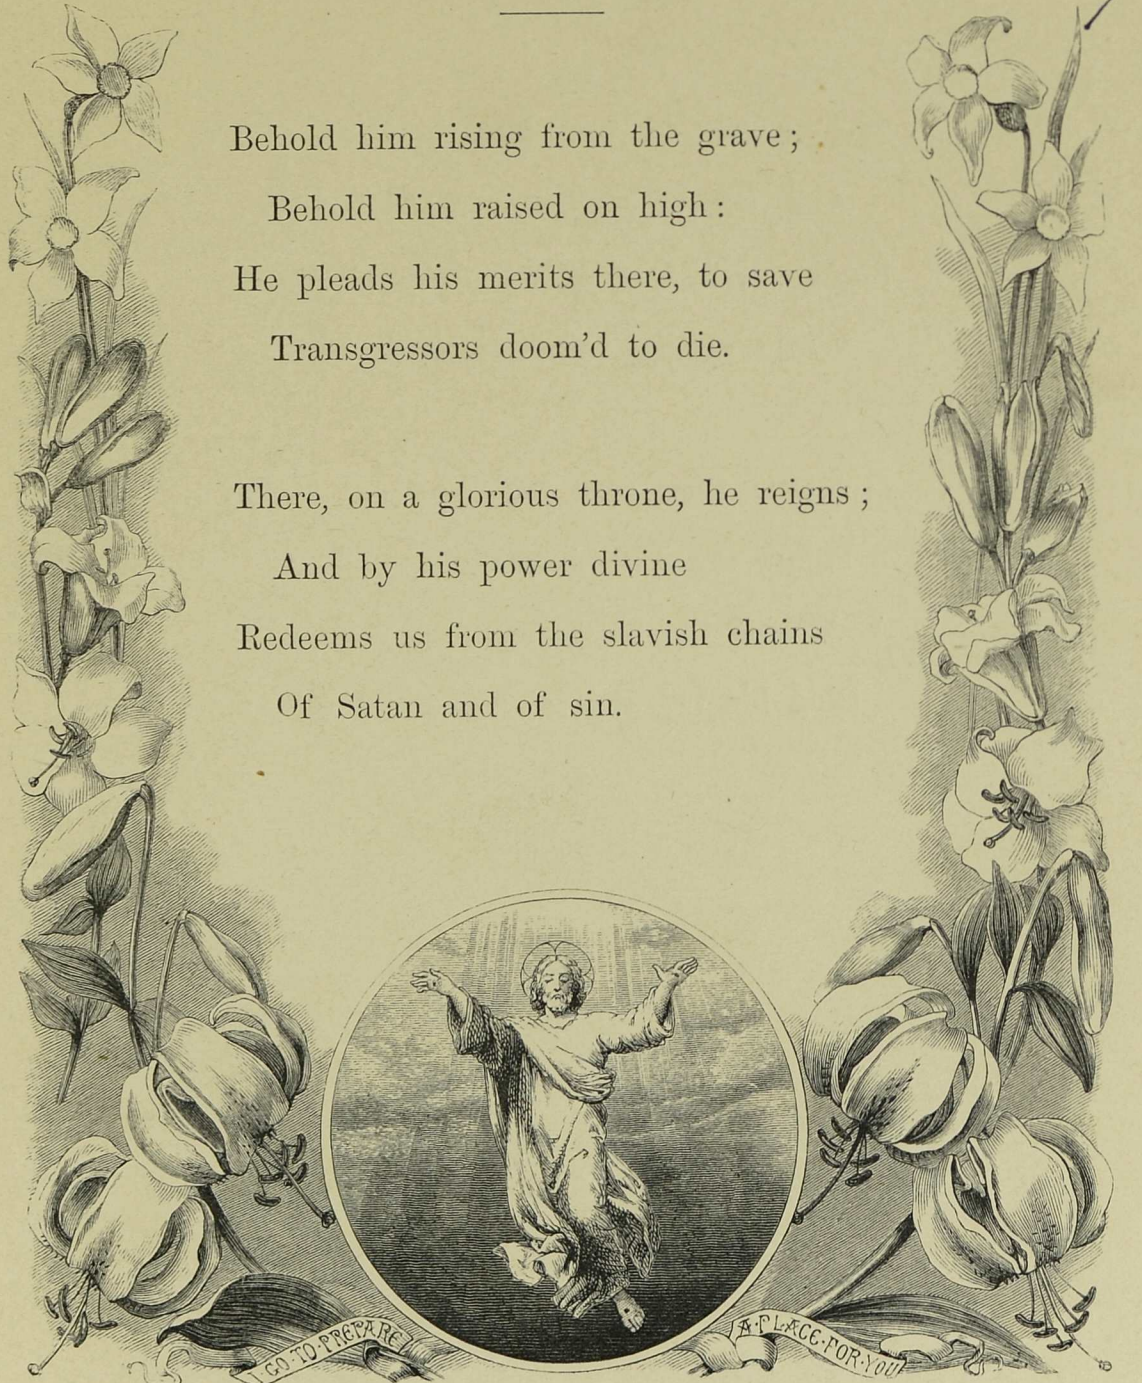 Behold him rising from the grave ;
Behold him raised on high :
He pleads his merits there, to save
Transgressors doom'd to die.
There, on a glorious throne, he reigns ;
And by his power divine
Redeems us from the slavish chains
Of Satan and of sin.
I·GO·TO·PREPARE
A·PLACE·FOR·YOU